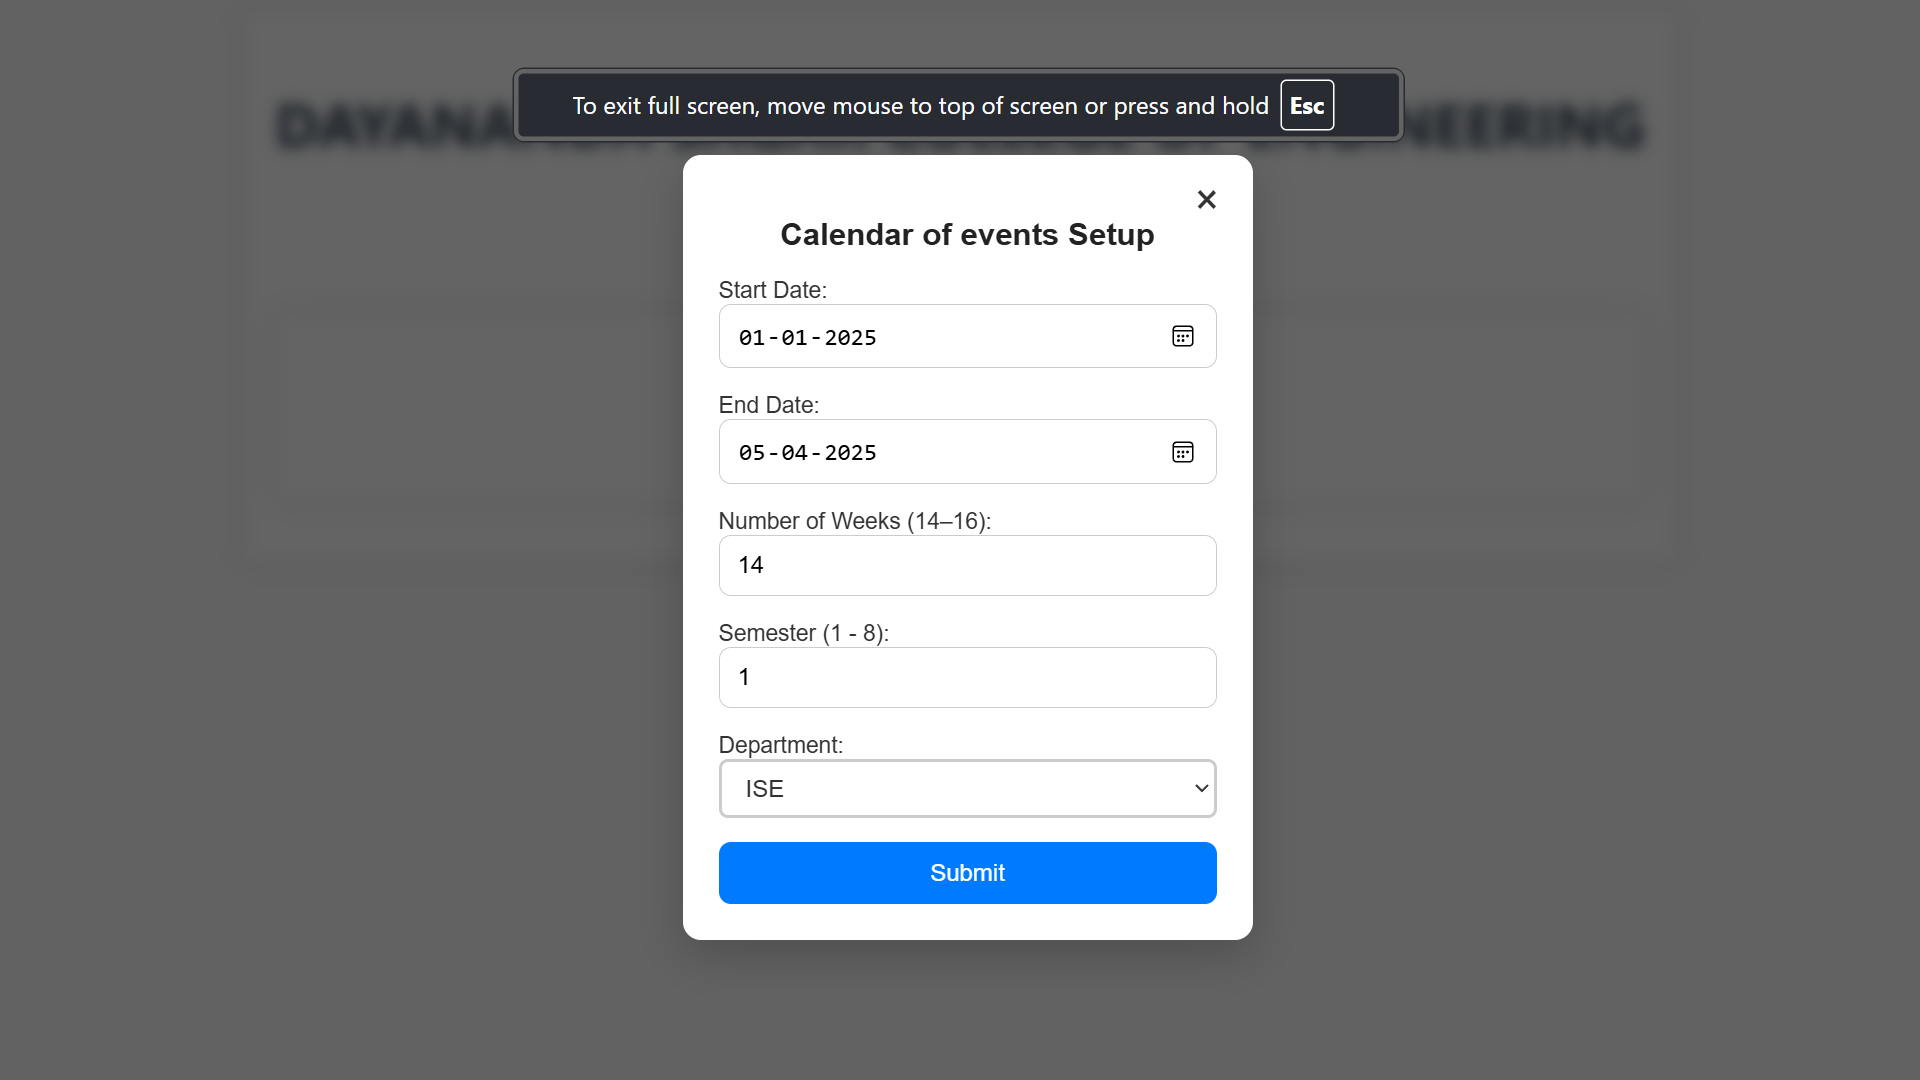 To exit full screen, move mouse to top of screen or press and hold Esc
NEERING
×
Calendar of events Setup
Start Date:
01-01-2025
End Date:
05-04-2025
Number of Weeks (14–16):
14
Semester (1 - 8):
1
Department:
ISE
Submit